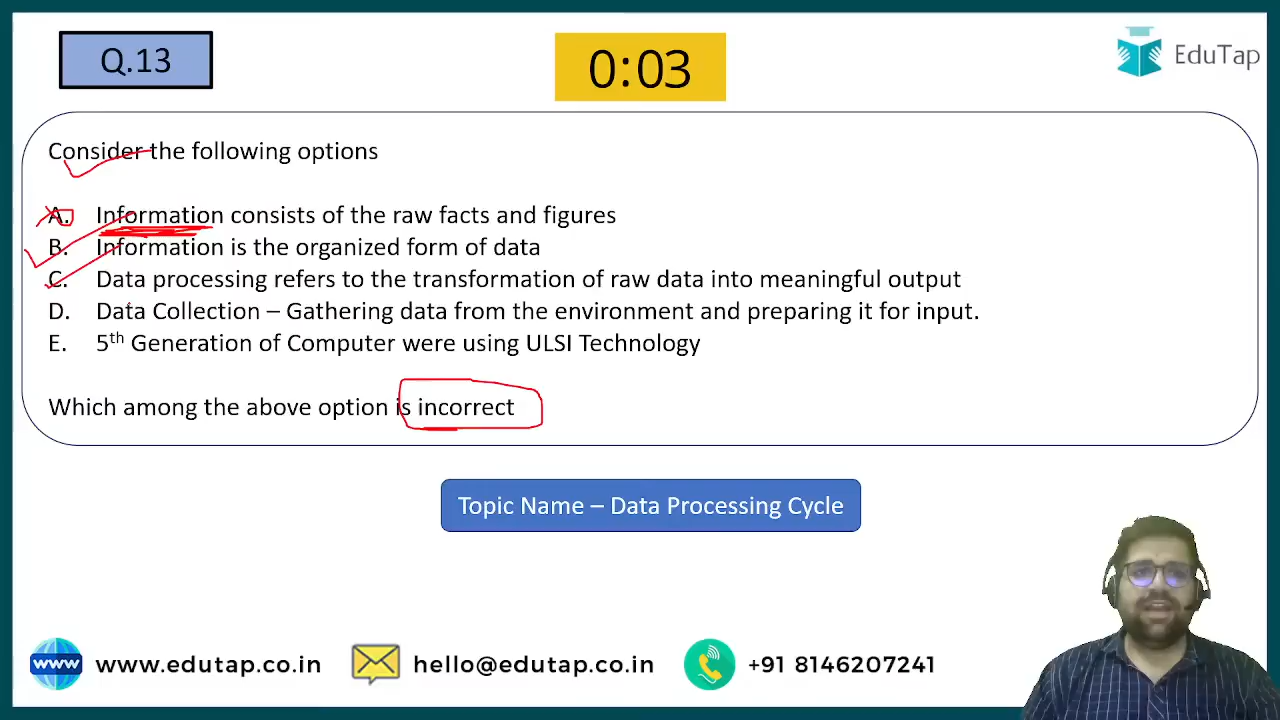 Q.13
0:03
EduTap
Consider the following options
A. Information consists of the raw facts and figures
B. Information is the organized form of data
C. Data processing refers to the transformation of raw data into meaningful output
D. Data Collection – Gathering data from the environment and preparing it for input.
E. 5th Generation of Computer were using ULSI Technology
Which among the above option is incorrect
Topic Name – Data Processing Cycle
www www.edutap.co.in hello@edutap.co.in +91 8146207241